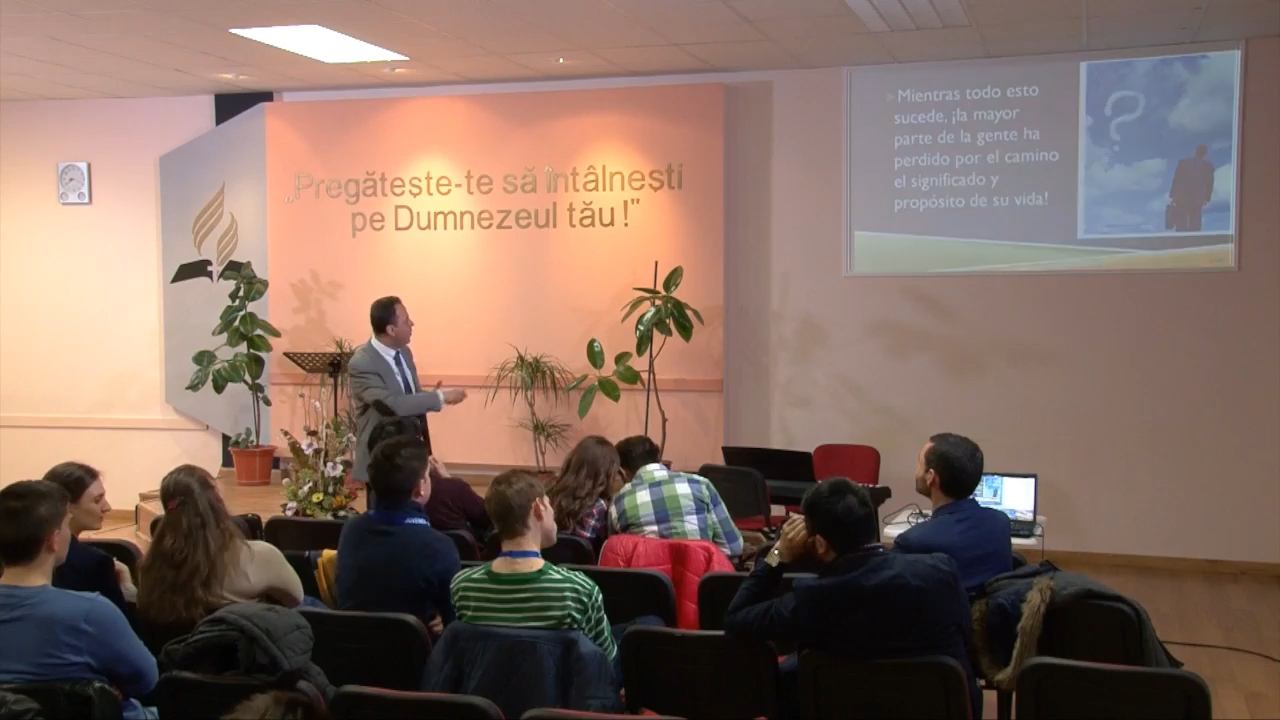 „Pregătește-te să întâlnești
pe Dumnezeul tău!"
Mientras todo esto
sucede, ¡la mayor
parte de la gente ha
perdido por el camino
el significado y
propósito de su vida!
?